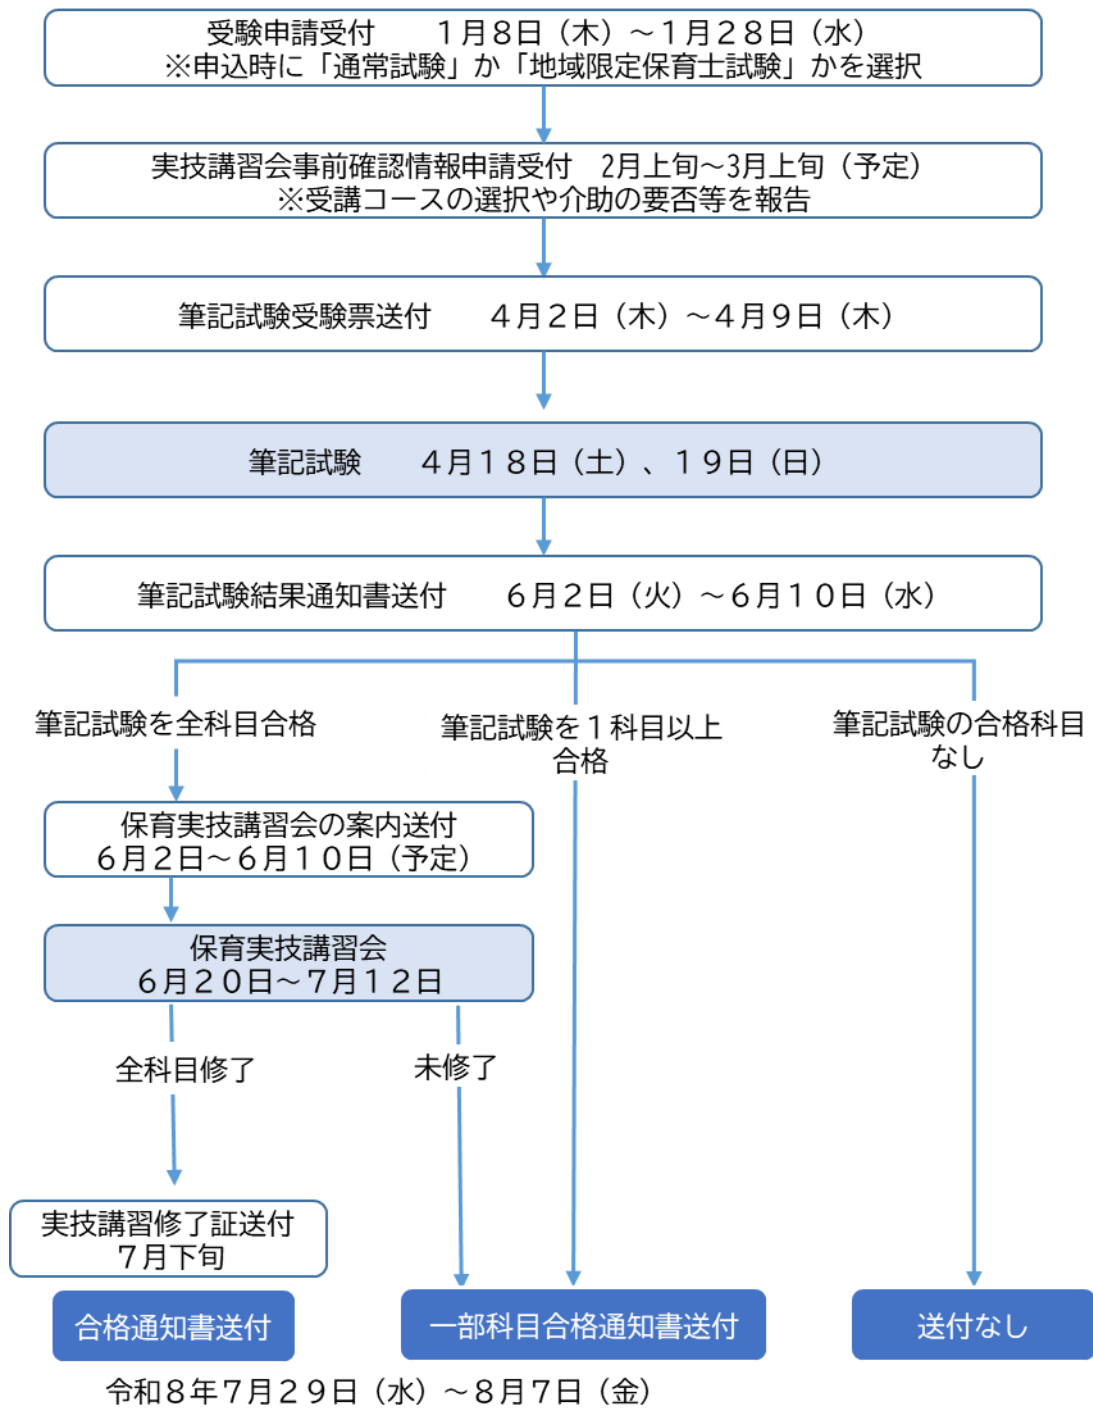 受験申請受付　　１月８日（木）～１月２８日（水）
※申込時に「通常試験」か「地域限定保育士試験」かを選択
実技講習会事前確認情報申請受付　2月上旬～3月上旬（予定）
※受講コースの選択や介助の要否等を報告
筆記試験受験票送付　　４月２日（木）～４月９日（木）
筆記試験　　４月１８日（土）、１９日（日）
筆記試験結果通知書送付　　６月２日（火）～６月１０日（水）
筆記試験を全科目合格
筆記試験を１科目以上
合格
筆記試験の合格科目
なし
保育実技講習会の案内送付
６月２日～６月１０日（予定）
保育実技講習会
６月２０日～７月１２日
全科目修了
未修了
実技講習修了証送付
７月下旬
合格通知書送付
一部科目合格通知書送付
送付なし
令和８年７月２９日（水）～８月７日（金）